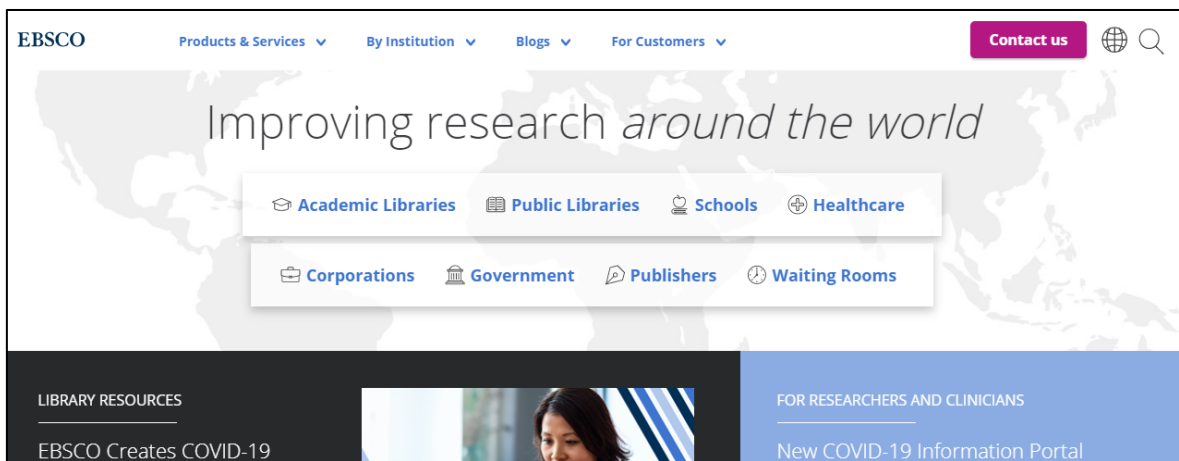 EBSCO Products & Services By Institution Blogs For Customers Contact us
Improving research around the world
Academic Libraries Public Libraries Schools Healthcare
Corporations Government Publishers Waiting Rooms
LIBRARY RESOURCES
EBSCO Creates COVID-19
FOR RESEARCHERS AND CLINICIANS
New COVID-19 Information Portal